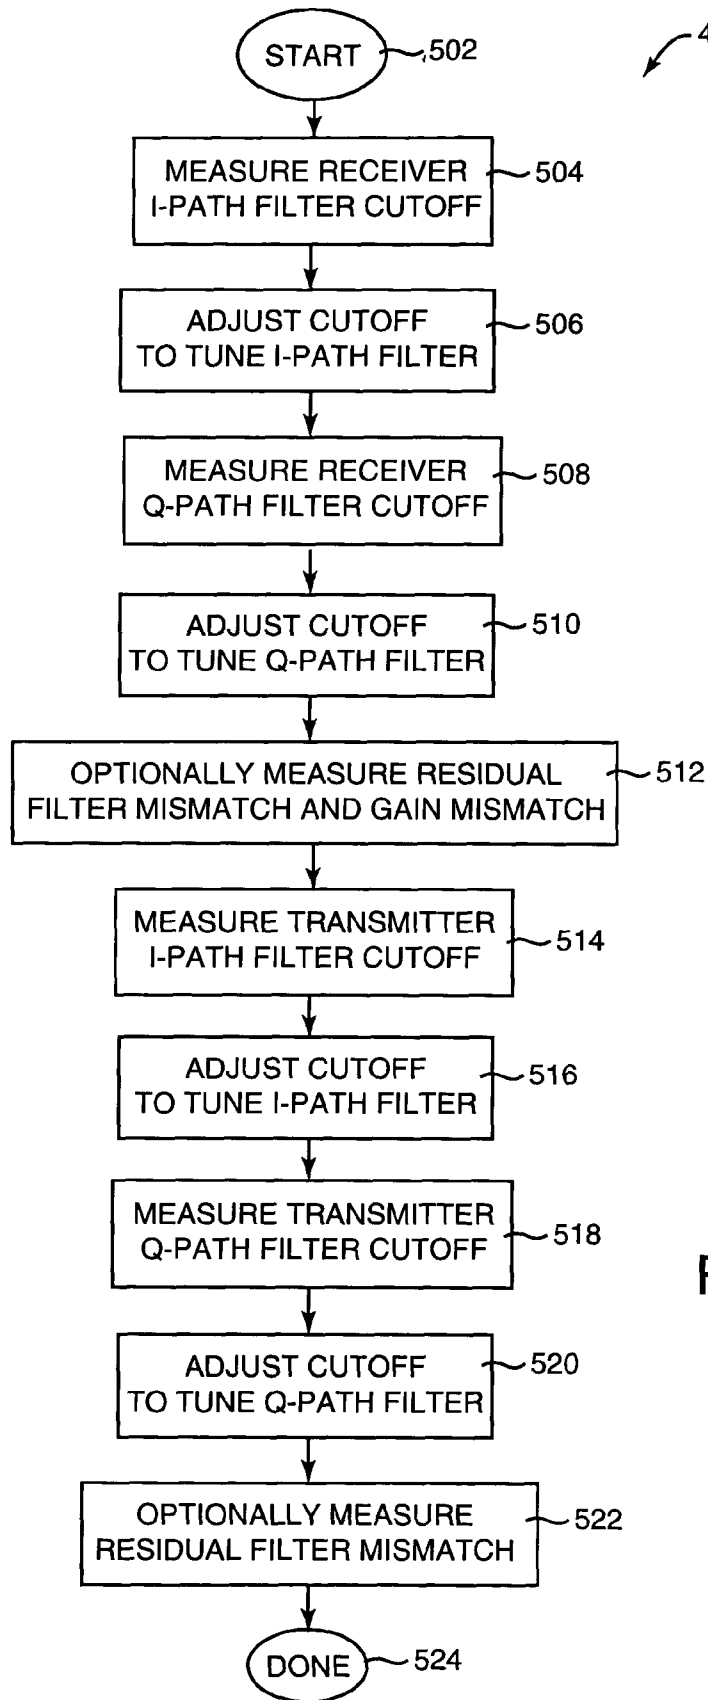 START
502
4
MEASURE RECEIVER
I-PATH FILTER CUTOFF
504
ADJUST CUTOFF
TO TUNE I-PATH FILTER
506
MEASURE RECEIVER
Q-PATH FILTER CUTOFF
508
ADJUST CUTOFF
TO TUNE Q-PATH FILTER
510
OPTIONALLY MEASURE RESIDUAL
FILTER MISMATCH AND GAIN MISMATCH
512
MEASURE TRANSMITTER
I-PATH FILTER CUTOFF
514
ADJUST CUTOFF
TO TUNE I-PATH FILTER
516
MEASURE TRANSMITTER
Q-PATH FILTER CUTOFF
518
F
ADJUST CUTOFF
TO TUNE Q-PATH FILTER
520
OPTIONALLY MEASURE
RESIDUAL FILTER MISMATCH
522
DONE
524